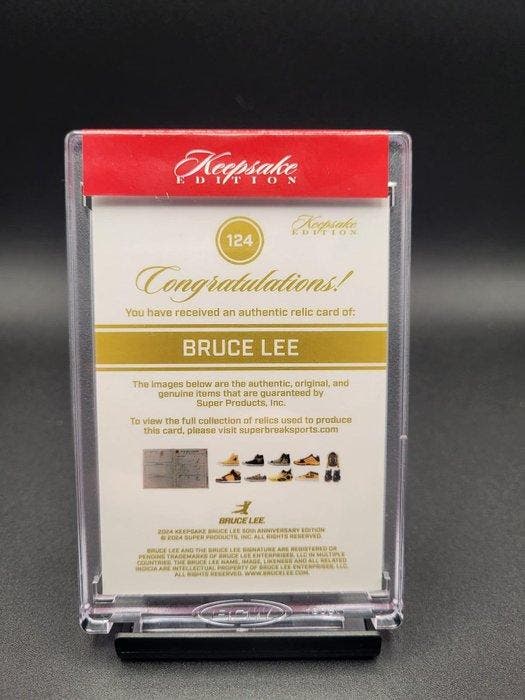 Keepsake
EDITION
124
Keepsake
EDITION
Congratulations!
You have received an authentic relic card of:
BRUCE LEE
The images below are the authentic, original, and
genuine items that are guaranteed by
Super Products, Inc.
To view the full collection of relics used to produce
this card, please visit superbreaksports.com
BRUCE LEE.
2024 KEEPSAKE BRUCE LEE 50TH ANNIVERSARY EDITION
© 2024 SUPER PRODUCTS, INC. ALL RIGHTS RESERVED.
BRUCE LEE AND THE BRUCE LEE SIGNATURE ARE REGISTERED OR
PENDING TRADEMARKS OF BRUCE LEE ENTERPRISES, LLC IN MULTIPLE
COUNTRIES. THE BRUCE LEE NAME, IMAGE, LIKENESS AND ALL RELATED
INDICIA ARE INTELLECTUAL PROPERTY OF BRUCE LEE ENTERPRISES, LLC.
ALL RIGHTS RESERVED. WWW.BRUCELEE.COM.
BCW